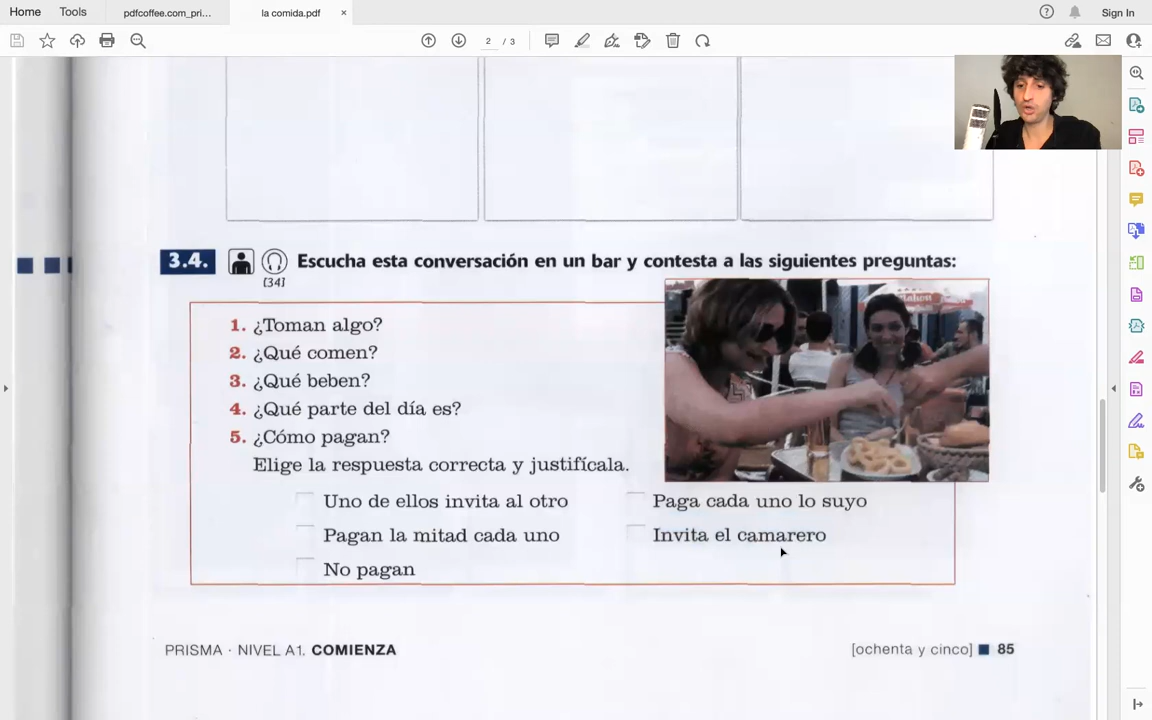 Home Tools pdfcoffee.com_pri... la comida.pdf × Sign In
2 / 3
3.4. Escucha esta conversación en un bar y contesta a las siguientes preguntas:
[34]
1. ¿Toman algo?
2. ¿Qué comen?
3. ¿Qué beben?
4. ¿Qué parte del día es?
5. ¿Cómo pagan?
Elige la respuesta correcta y justifícala.
Uno de ellos invita al otro
Paga cada uno lo suyo
Pagan la mitad cada uno
Invita el camarero
No pagan
PRISMA · NIVEL A1. COMIENZA
[ochenta y cinco] ■ 85